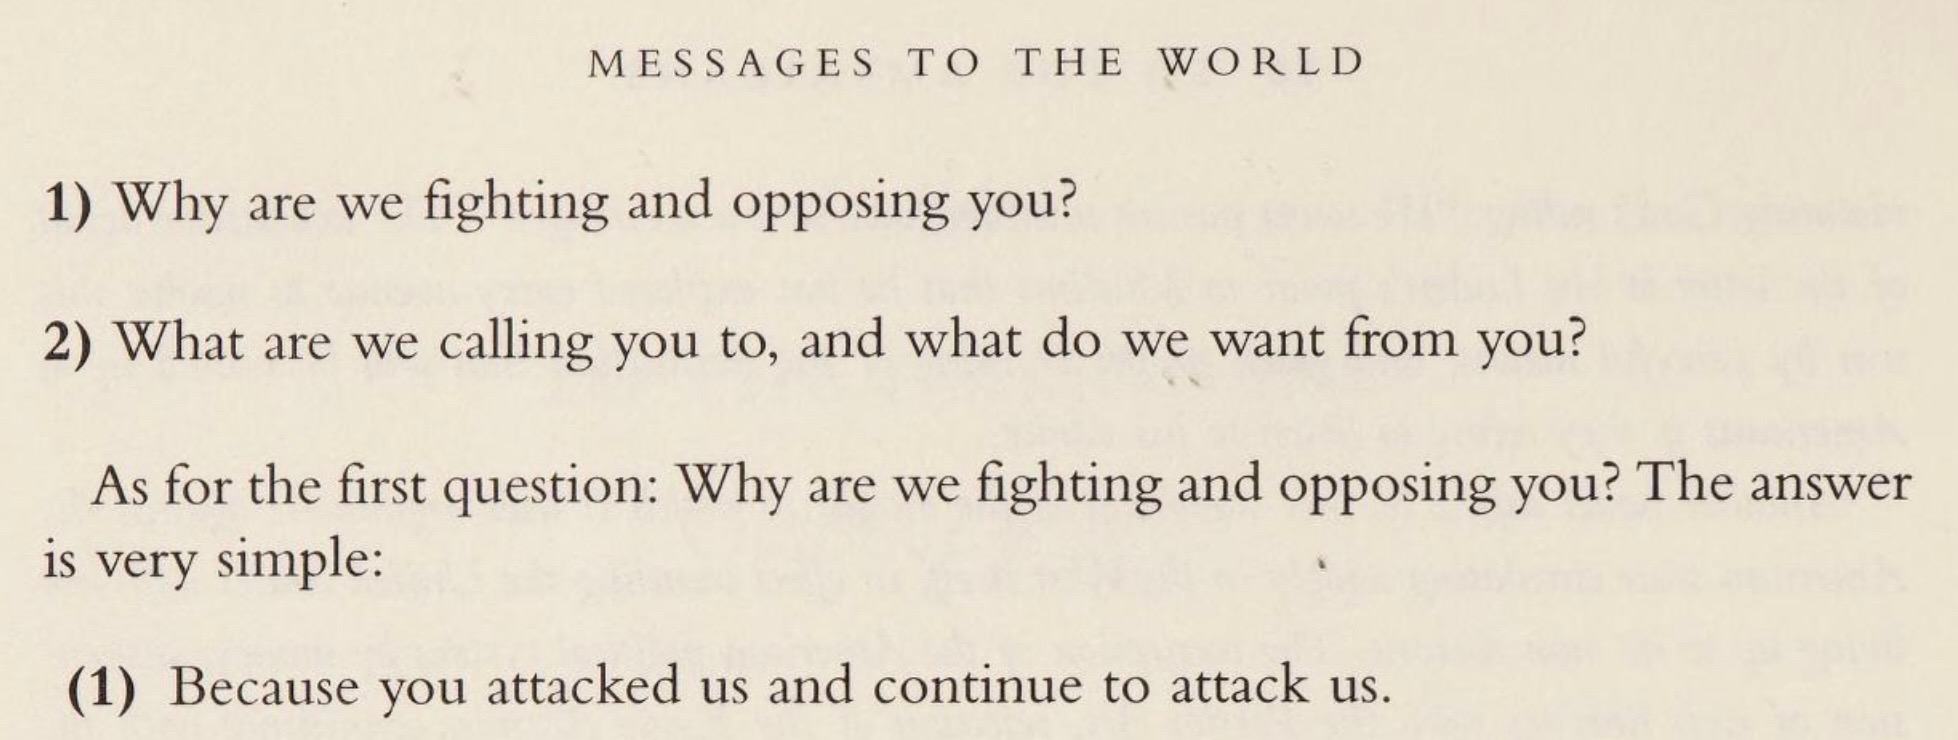 MESSAGES TO THE WORLD
1) Why are we fighting and opposing you?
2) What are we calling you to, and what do we want from you?
As for the first question: Why are we fighting and opposing you? The answer
is very simple:
(1) Because you attacked us and continue to attack us.